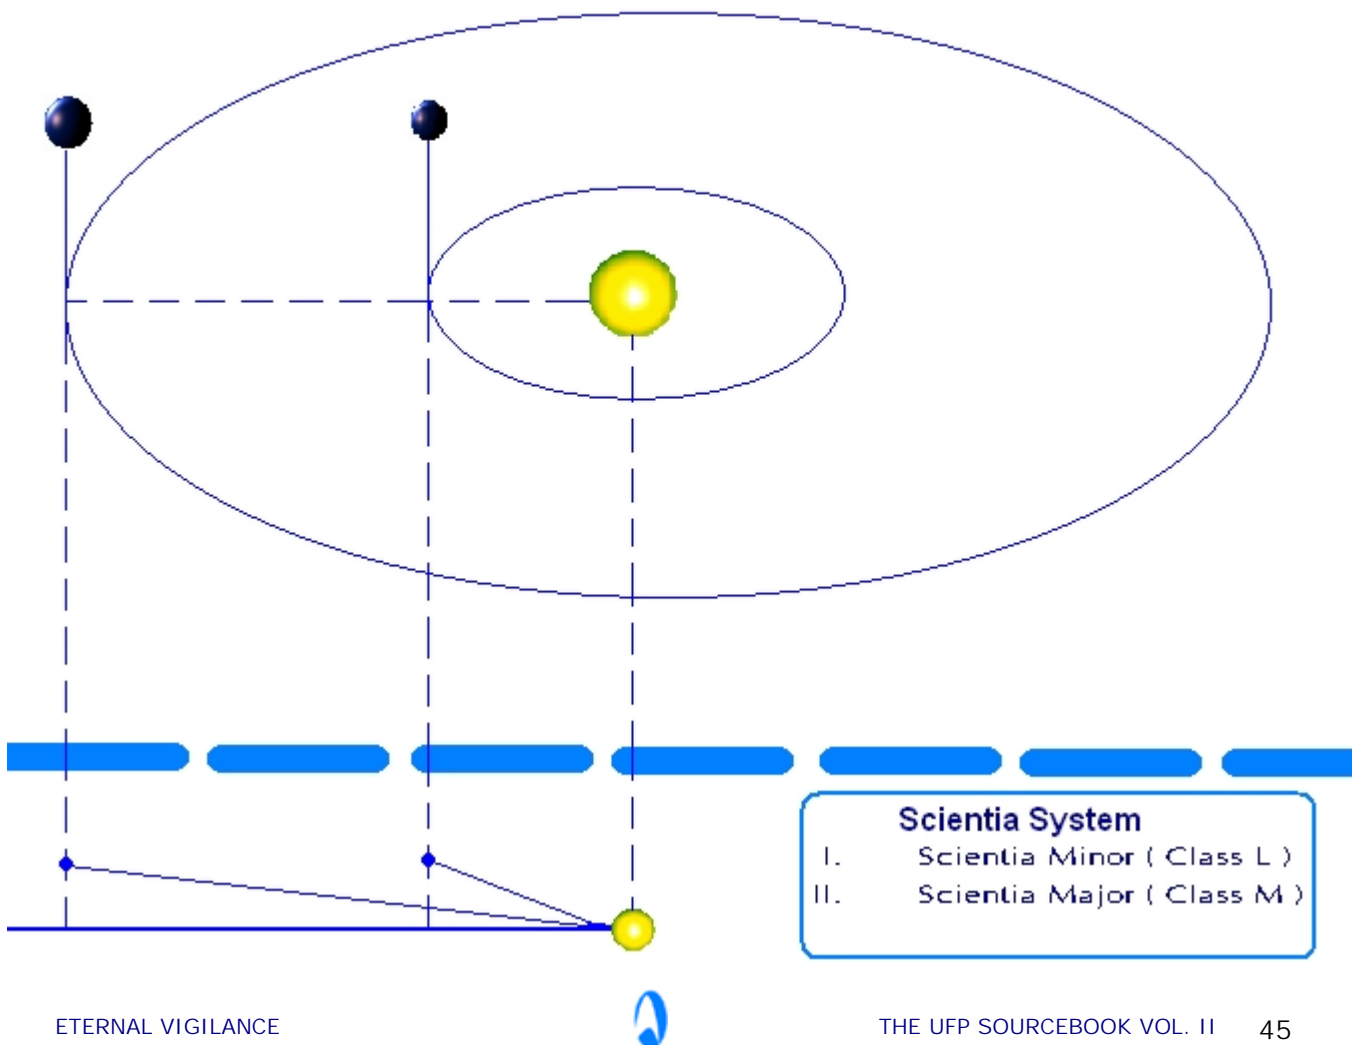 Scientia System
I. Scientia Minor ( Class L )
II. Scientia Major ( Class M )
ETERNAL VIGILANCE
THE UFP SOURCEBOOK VOL. II 45